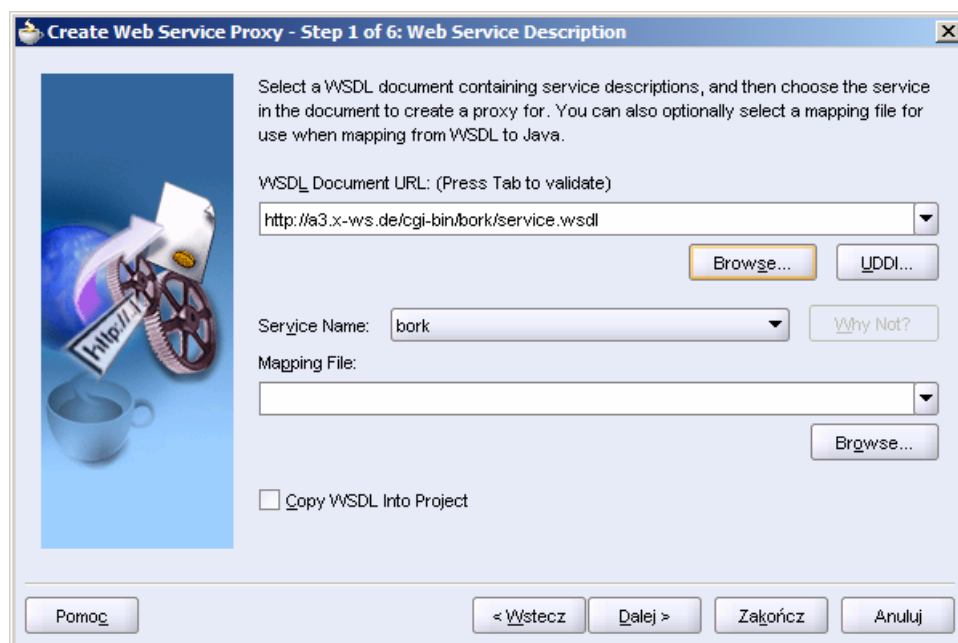 Create Web Service Proxy - Step 1 of 6: Web Service Description
Select a WSDL document containing service descriptions, and then choose the service
in the document to create a proxy for. You can also optionally select a mapping file for
use when mapping from WSDL to Java.
WSDL Document URL: (Press Tab to validate)
http://a3.x-ws.de/cgi-bin/bork/service.wsdl
Browse... UDDI...
Service Name: bork Why Not?
Mapping File:
Browse...
Copy WSDL Into Project
http://.
Pomoc < Wstecz Dalej > Zakończ Anuluj